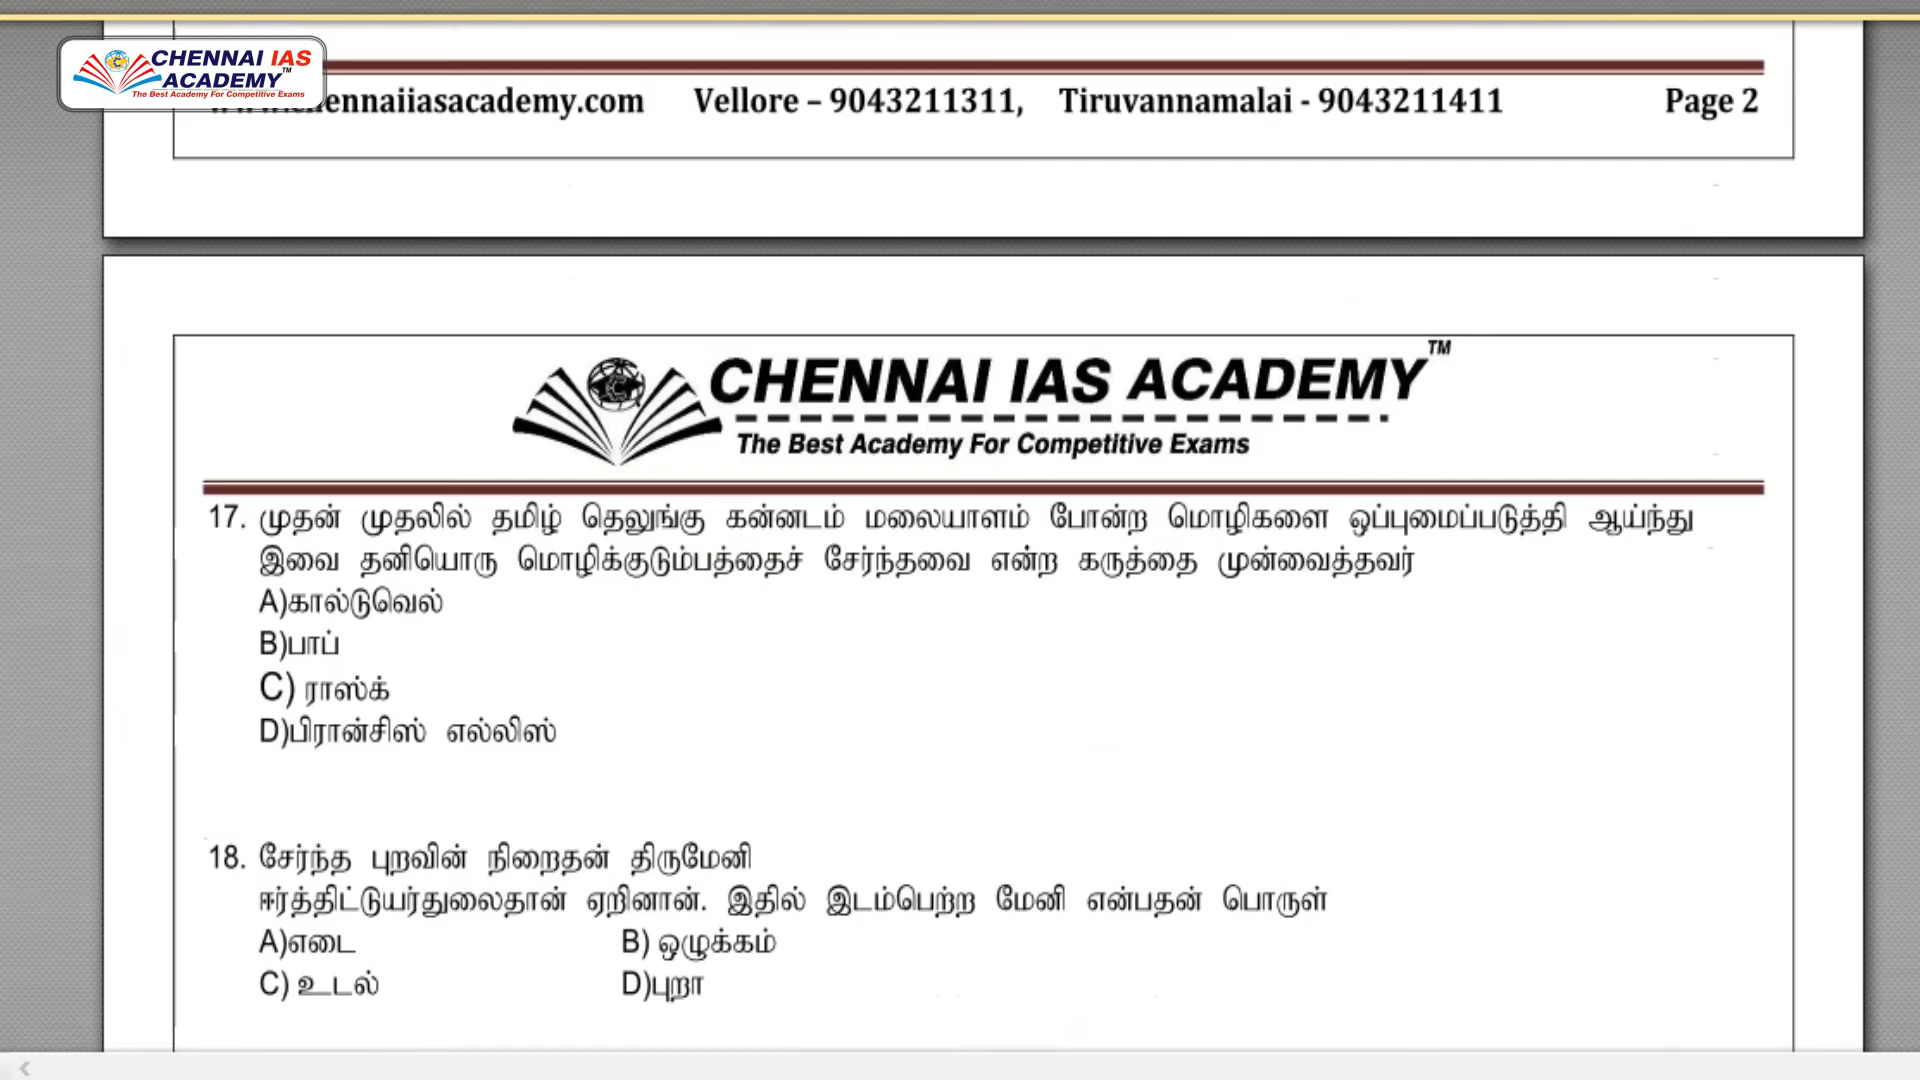 CHENNAI IAS
ACADEMY™
The Best Academy For Competitive Exams
ennaiiasacademy.com Vellore – 9043211311, Tiruvannamalai - 9043211411 Page 2
CHENNAI IAS ACADEMY™
The Best Academy For Competitive Exams
17. முதன் முதலில் தமிழ் தெலுங்கு கன்னடம் மலையாளம் போன்ற மொழிகளை ஒப்புமைப்படுத்தி ஆய்ந்து
இவை தனியொரு மொழிக்குடும்பத்தைச் சேர்ந்தவை என்ற கருத்தை முன்வைத்தவர்
A)கால்டுவெல்
B)பாப்
C) ராஸ்க்
D)பிரான்சிஸ் எல்லிஸ்
18. சேர்ந்த புறவின் நிறைதன் திருமேனி
ஈர்த்திட்டுயர்துலைதான் ஏறினான். இதில் இடம்பெற்ற மேனி என்பதன் பொருள்
A)எடை B) ஒழுக்கம்
C) உடல் D)புறா